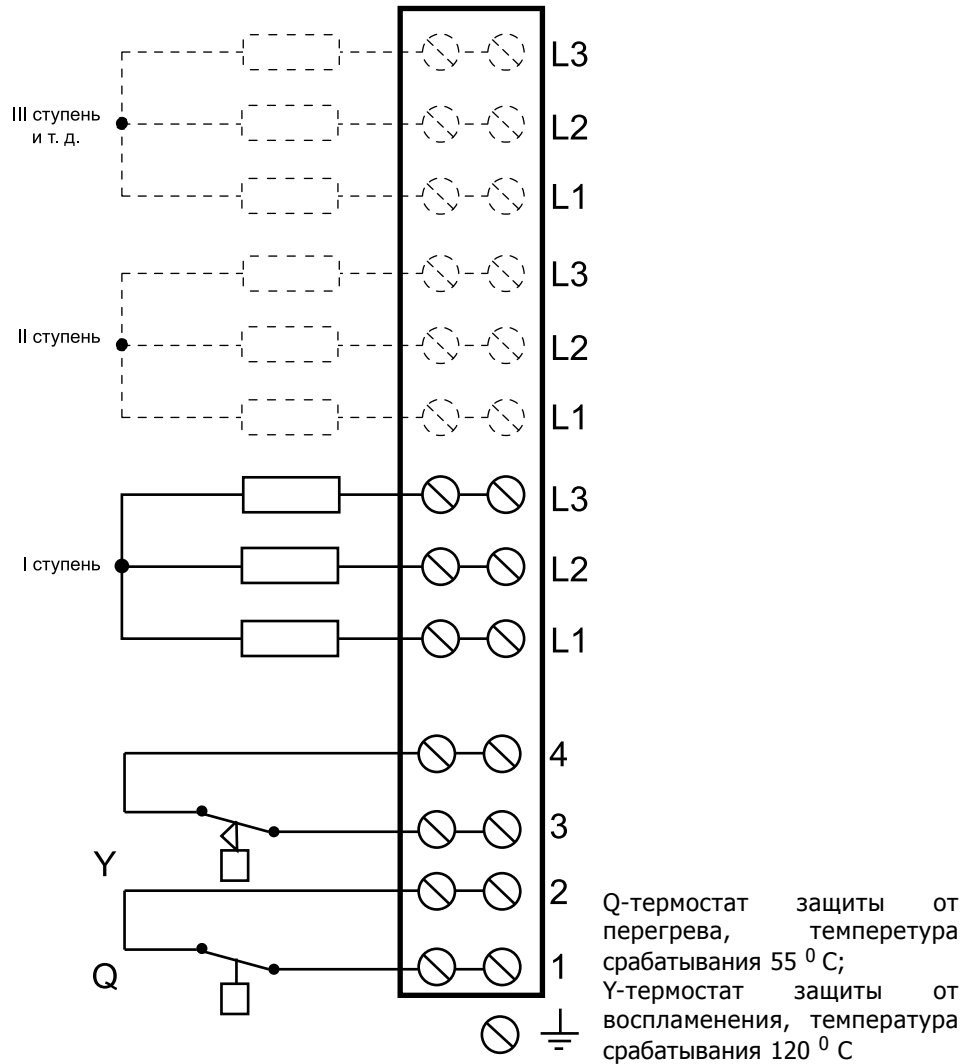 L3
III ступень
и т. д.
L2
L1
L3
II ступень
L2
L1
L3
I ступень
L2
L1
4
3
Y
2
Q
1
Q-термостат защиты от
перегрева, темперетура
срабатывания 55 ⁰ С;
Y-термостат защиты от
воспламенения, температура
срабатывания 120 ⁰ С